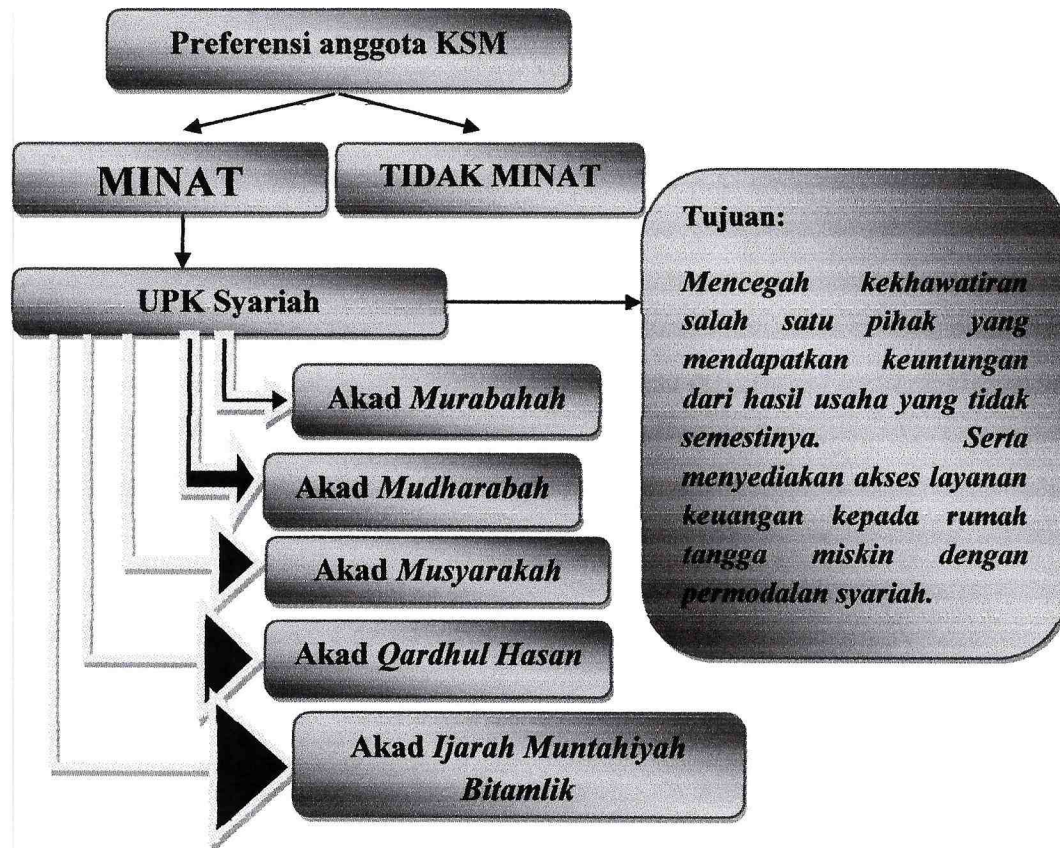 Preferensi anggota KSM
MINAT
TIDAK MINAT
UPK Syariah
Tujuan:
Mencegah kekhawatiran
salah satu pihak yang
mendapatkan keuntungan
dari hasil usaha yang tidak
semestinya. Serta
menyediakan akses layanan
keuangan kepada rumah
tangga miskin dengan
permodalan syariah.
Akad Murabahah
Akad Mudharabah
Akad Musyarakah
Akad Qardhul Hasan
Akad Ijarah Muntahiyah
Bitamlik